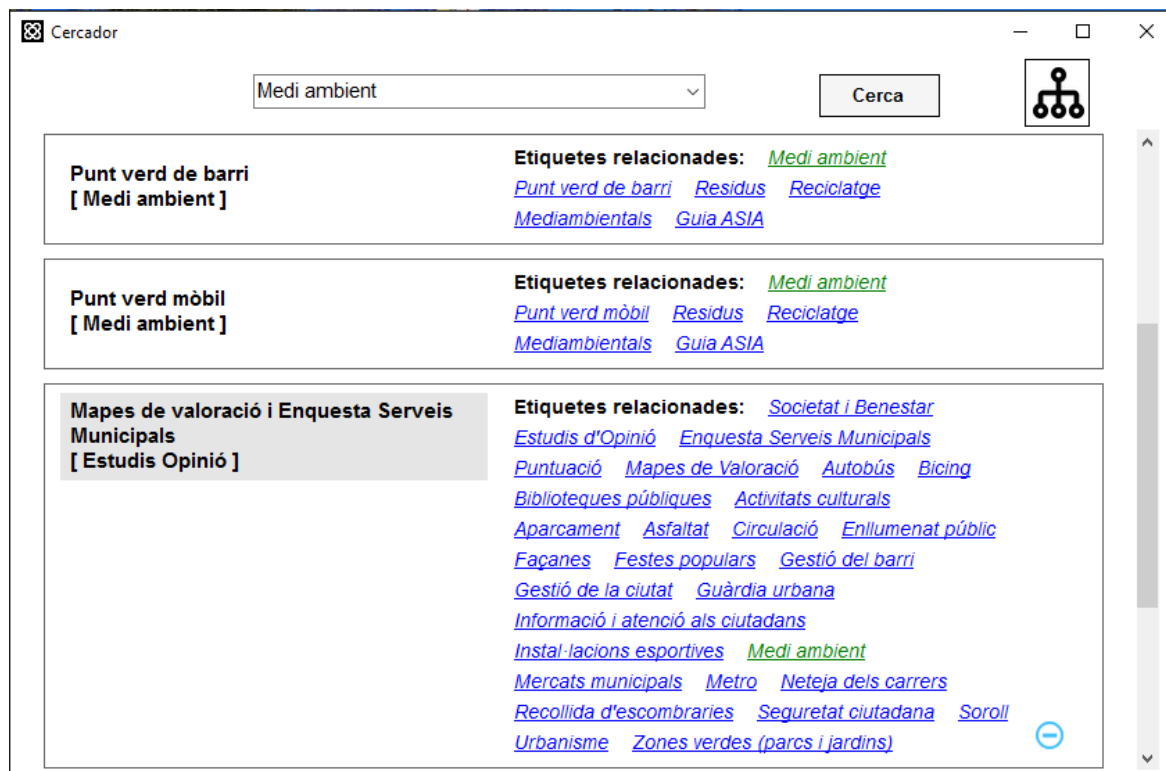 Cercador
Medi ambient
Cerca
Punt verd de barri
[ Medi ambient ]
Etiquetes relacionades: Medi ambient
Punt verd de barri Residus Reciclatge
Mediambientals Guia ASIA
Punt verd mòbil
[ Medi ambient ]
Etiquetes relacionades: Medi ambient
Punt verd mòbil Residus Reciclatge
Mediambientals Guia ASIA
Mapes de valoració i Enquesta Serveis
Municipals
[ Estudis Opinió ]
Etiquetes relacionades: Societat i Benestar
Estudis d'Opinió Enquesta Serveis Municipals
Puntuació Mapes de Valoració Autobús Bicing
Biblioteques públiques Activitats culturals
Aparcament Asfaltat Circulació Enllumenat públic
Façanes Festes populars Gestió del barri
Gestió de la ciutat Guàrdia urbana
Informació i atenció als ciutadans
Instal·lacions esportives Medi ambient
Mercats municipals Metro Neteja dels carrers
Recollida d'escombraries Seguretat ciutadana Soroll
Urbanisme Zones verdes (parcs i jardins)